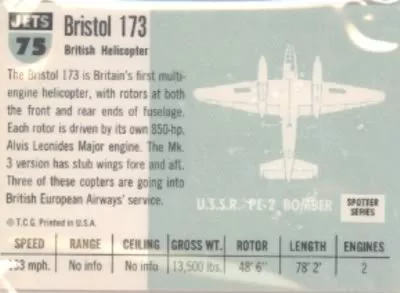 JETS
75
Bristol 173
British Helicopter
The Bristol 173 is Britain's first multi-
engine helicopter, with rotors at both
the front and rear ends of fuselage.
Each rotor is driven by its own 850-hp.
Alvis Leonides Major engine. The Mk.
3 version has stub wings fore and aft.
Three of these copters are going into
British European Airways' service.
© T.C.G. Printed in U.S.A.
U.S.S.R. PE-2 BOMBER
SPOTTER
SERIES
SPEED RANGE CEILING GROSS WT. ROTOR LENGTH ENGINES
mph. No info No info 13,500 lbs. 48' 6" 78' 2' 2